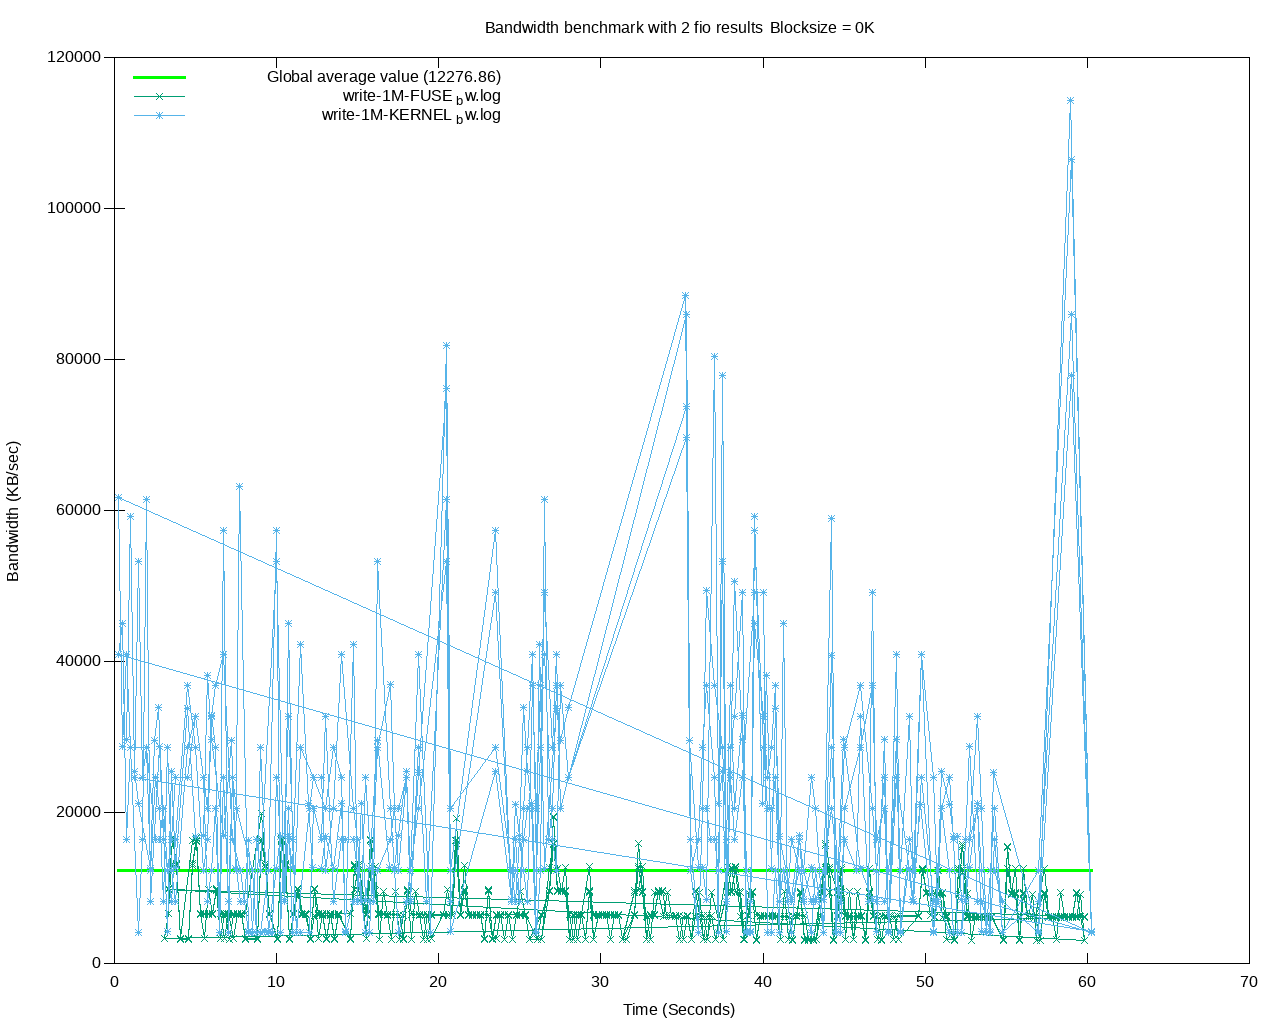 Bandwidth benchmark with 2 fio results Blocksize = 0K
120000
100000
80000
60000
40000
20000
0
Bandwidth (KB/sec)
Global average value (12276.86)
write-1M-FUSE_bw.log
write-1M-KERNEL_bw.log
0 10 20 30 40 50 60 70
Time (Seconds)